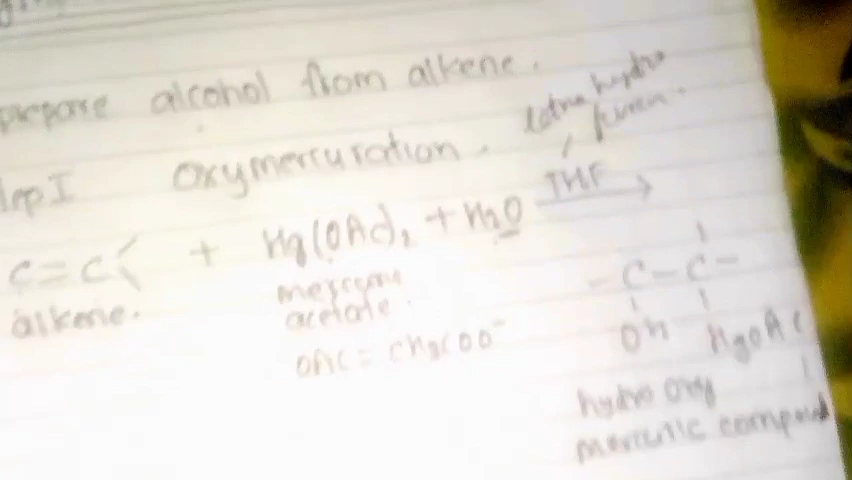 prepare alcohol from alkene.
tetra hydro
furan.
Step I Oxymercuration.
THF
C=C + Hg(OAc)2 + H2O
alkene.
mercuric
acetate.
-C-C-
OAC = CH3COO-
OH HgOAC
hydro oxy
mercuric compound